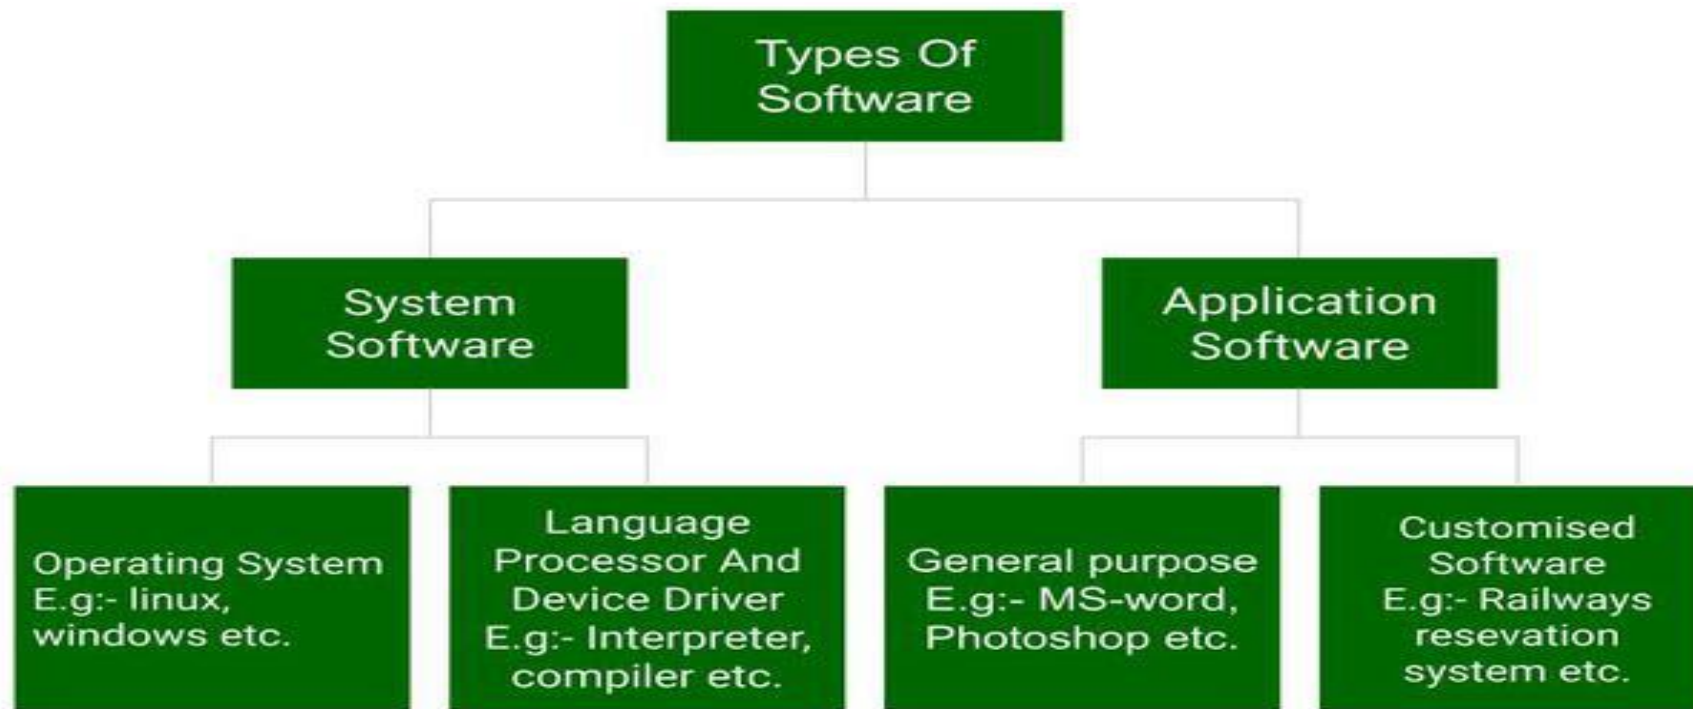 Types Of
Software
System
Software
Application
Software
Operating System
E.g:- linux,
windows etc.
Language
Processor And
Device Driver
E.g:- Interpreter,
compiler etc.
General purpose
E.g:- MS-word,
Photoshop etc.
Customised
Software
E.g:- Railways
resevation
system etc.